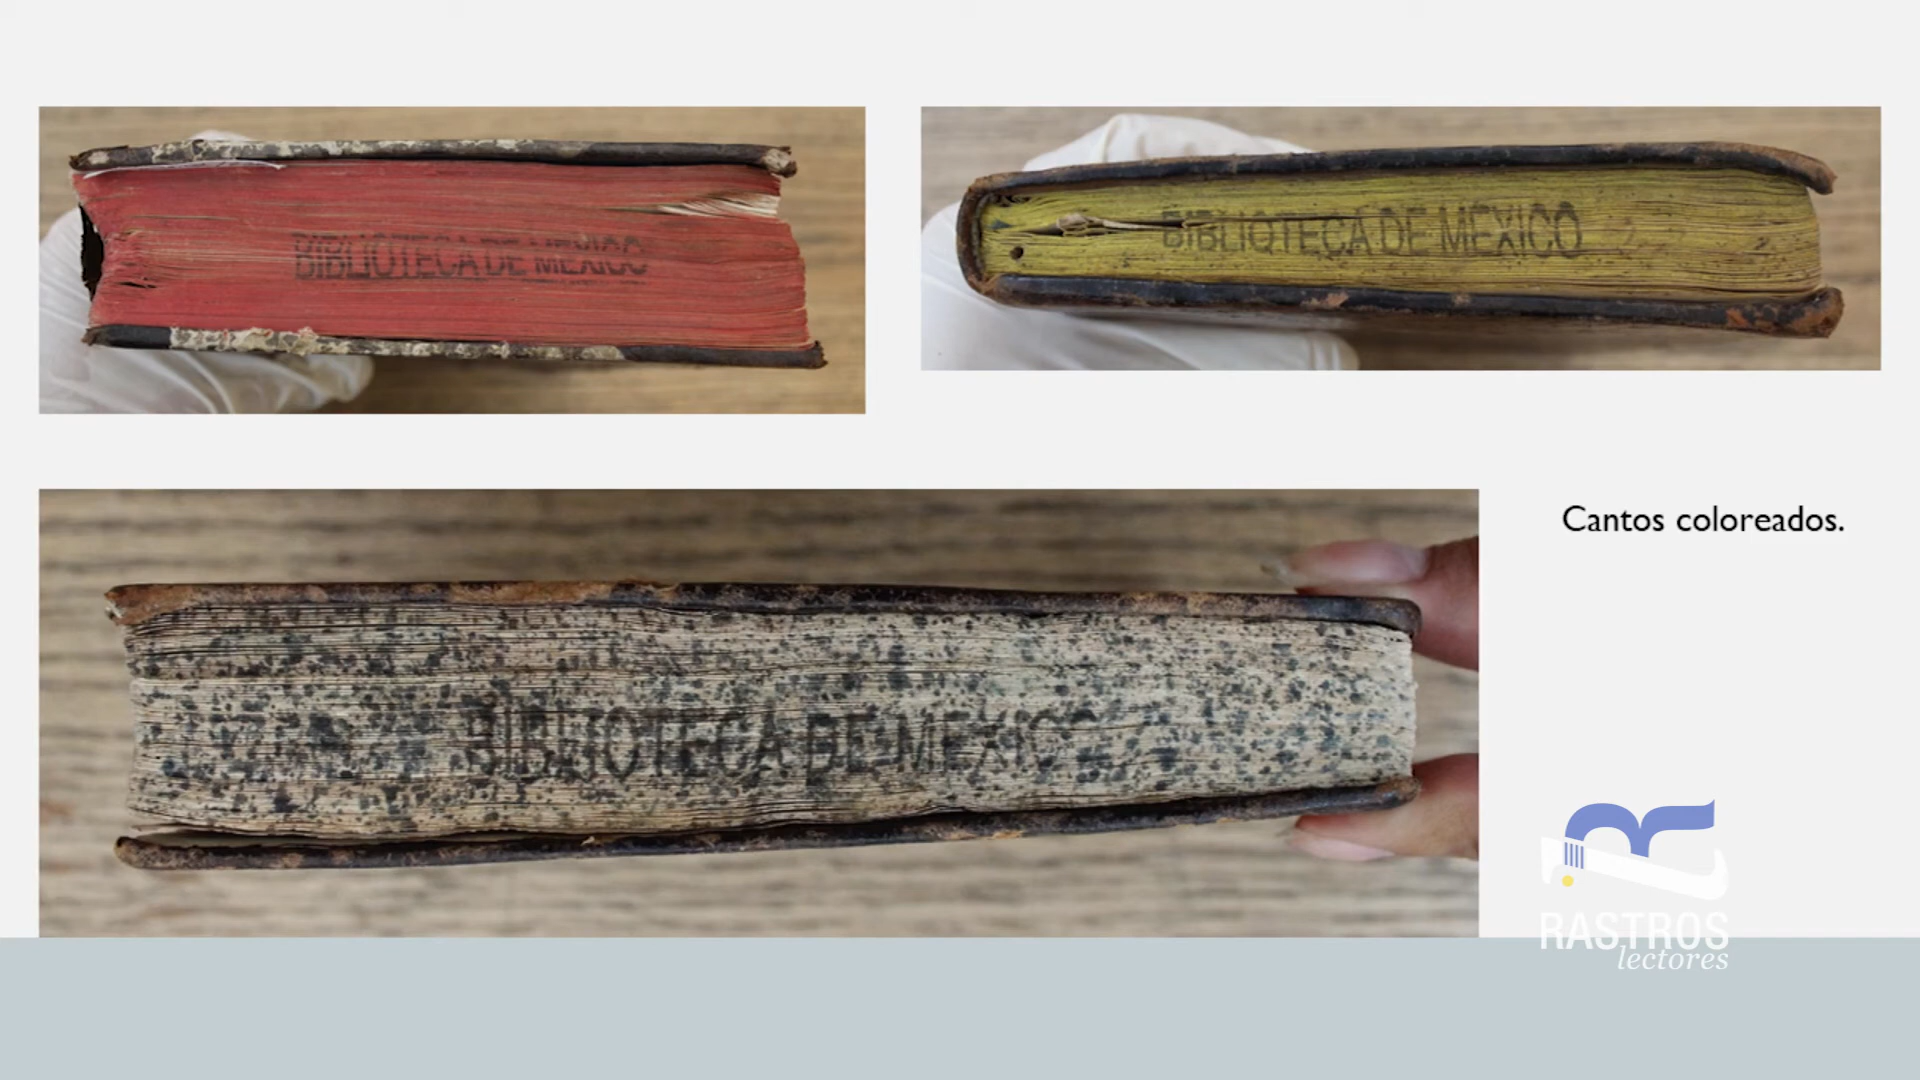 BIBLIOTECA DE MEXICO
BIBLIOTECA DE MEXICO
BIBLIOTECA DE MEXICO
Cantos coloreados.
RASTROS
lectores